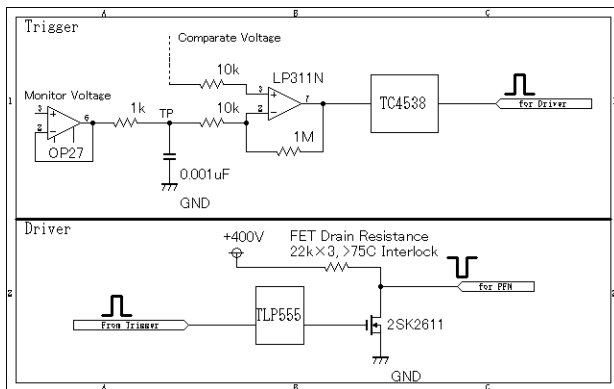 A B C
Trigger
Comparate Voltage
10k
LP311N
3
Monitor Voltage
1k
TP
10k
2
7
TC4538
for Driver
1
3
2
6
OP27
1M
0.001uF
GND
Driver
+400V
FET Drain Resistance
22k×3, >75C Interlock
for PFN
2
2
From Trigger
TLP555
2SK2611
GND
A B C